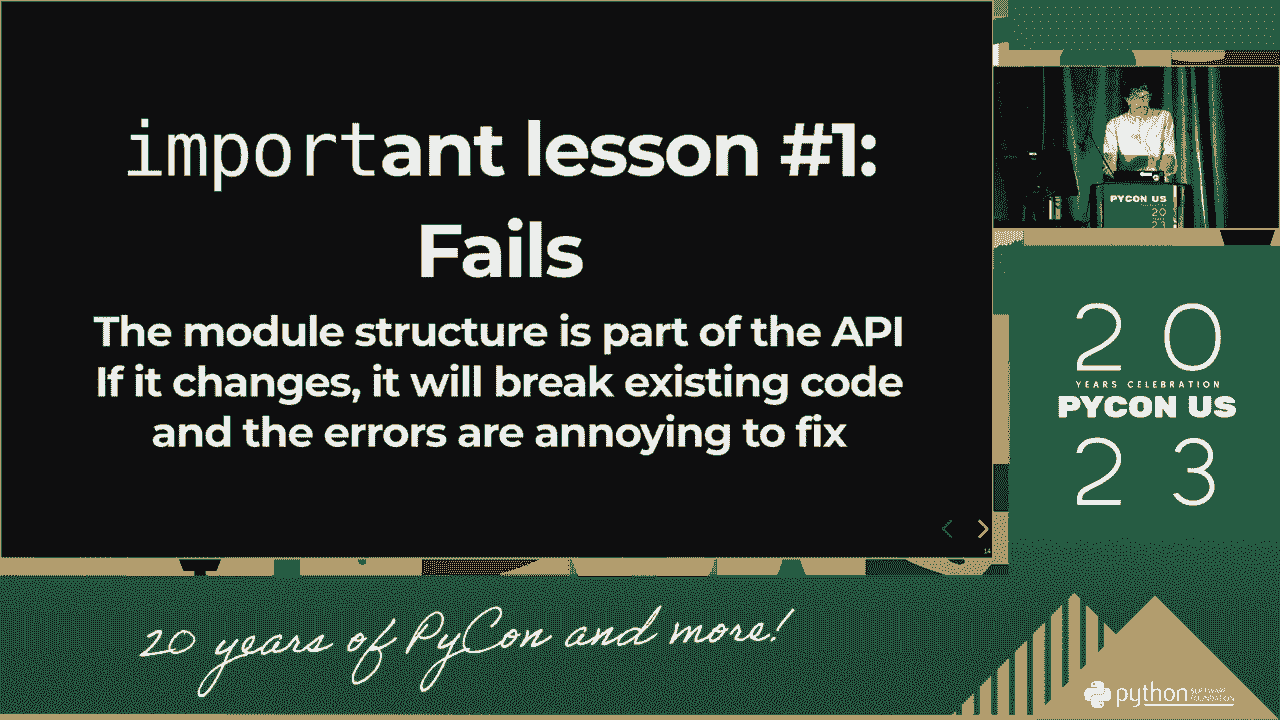 important lesson #1:
Fails
The module structure is part of the API
If it changes, it will break existing code
and the errors are annoying to fix
14
PYCON US
20
23
20
YEARS CELEBRATION
PYCON US
23
20 years of PyCon and more!
python
SOFTWARE
FOUNDATION